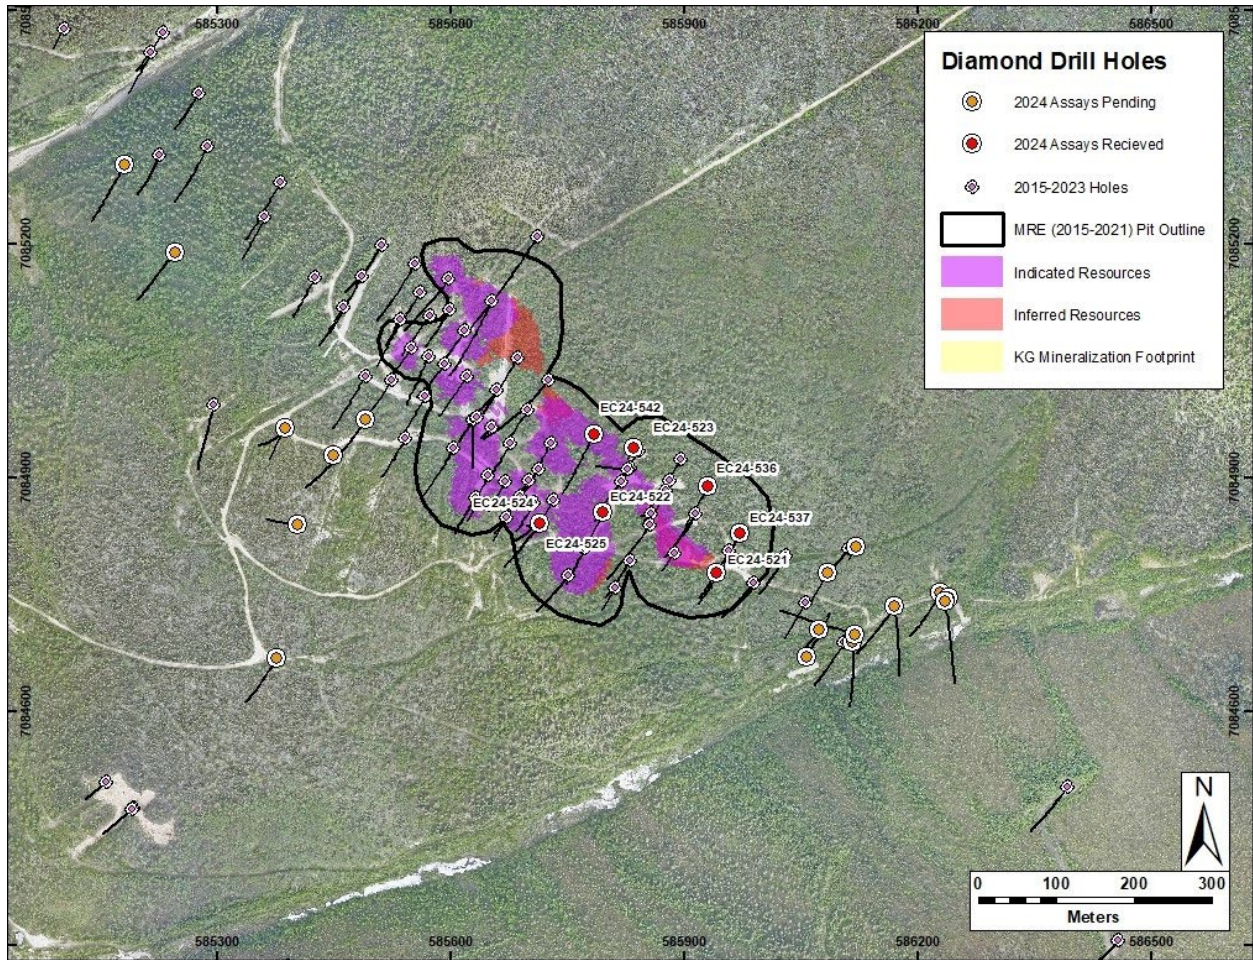 585300
585600
585900
586200
586500
7085
7085
Diamond Drill Holes
2024 Assays Pending
2024 Assays Recieved
2015-2023 Holes
MRE (2015-2021) Pit Outline
Indicated Resources
Inferred Resources
KG Mineralization Footprint
7085200
7085200
EC24-542
EC24-523
EC24-536
EC24-522
EC24-524
EC24-537
EC24-525
EC24-521
7084900
7084900
7084600
7084600
N
0 100 200 300
Meters
585300
585600
585900
586200
586500